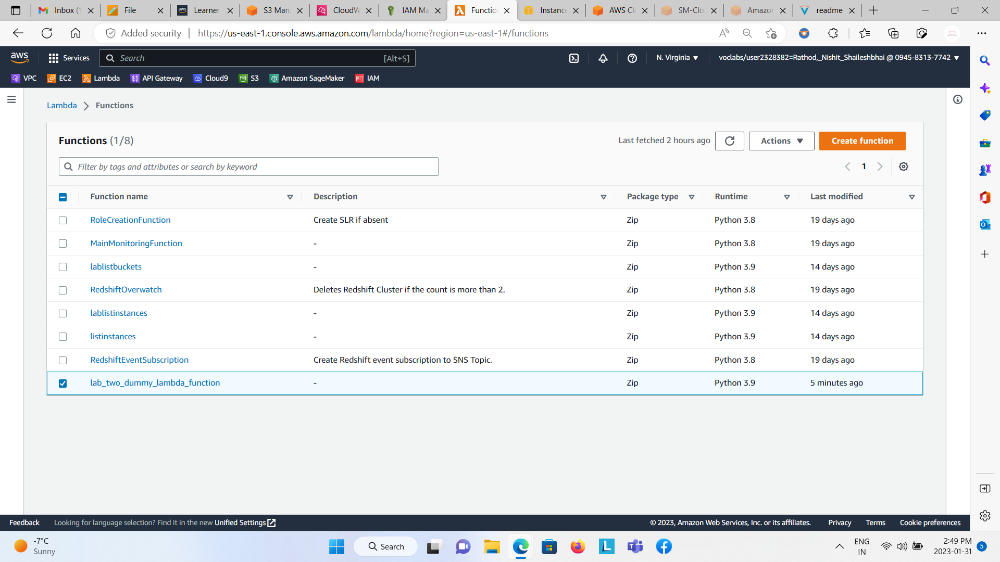 Inbox (1
File
Learner
S3 Man
CloudW
IAM Ma
Functio
Instance
AWS Cl
SM-Clo
Amazon
readme
Added security
https://us-east-1.console.aws.amazon.com/lambda/home?region=us-east-1#/functions
aws
Services
Search
[Alt+S]
N. Virginia
voclabs/user2328382=Rathod,_Nishit_Shaileshbhai @ 0945-8313-7742
VPC
EC2
Lambda
API Gateway
Cloud9
S3
Amazon SageMaker
IAM
Lambda
Functions
Functions (1/8)
Last fetched 2 hours ago
Actions
Create function
Filter by tags and attributes or search by keyword
1
Function name Description Package type Runtime Last modified
RoleCreationFunction Create SLR if absent Zip Python 3.8 19 days ago
MainMonitoringFunction - Zip Python 3.8 19 days ago
lablistbuckets - Zip Python 3.9 14 days ago
RedshiftOverwatch Deletes Redshift Cluster if the count is more than 2. Zip Python 3.8 19 days ago
lablistinstances - Zip Python 3.9 14 days ago
listinstances - Zip Python 3.9 14 days ago
RedshiftEventSubscription Create Redshift event subscription to SNS Topic. Zip Python 3.8 19 days ago
lab_two_dummy_lambda_function - Zip Python 3.9 5 minutes ago
Feedback
Looking for language selection? Find it in the new Unified Settings
© 2023, Amazon Web Services, Inc. or its affiliates.
Privacy
Terms
Cookie preferences
-7°C
Sunny
Search
ENG
IN
2:49 PM
2023-01-31
5